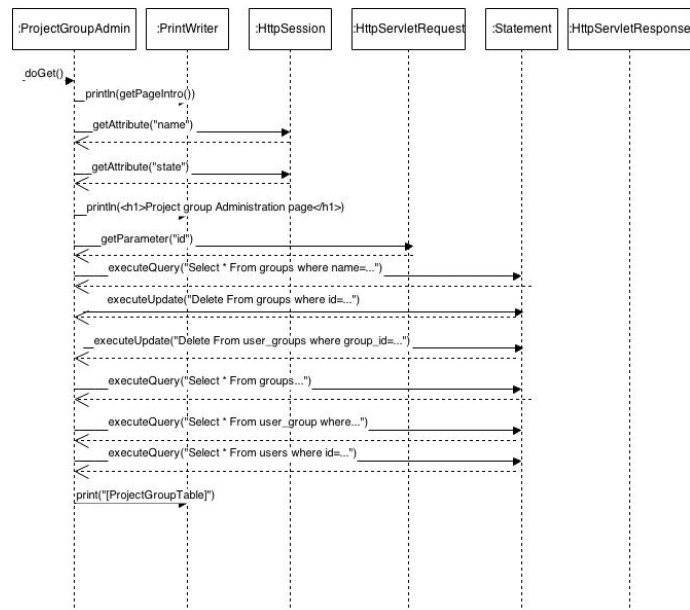 :ProjectGroupAdmin :PrintWriter :HttpSession :HttpServletRequest :Statement :HttpServletResponse
doGet()
println(getPageIntro())
getAttribute("name")
getAttribute("state")
println(<h1>Project group Administration page</h1>)
getParameter("id")
executeQuery("Select * From groups where name=...")
executeUpdate("Delete From groups where id=...")
executeUpdate("Delete From user_groups where group_id=...")
executeQuery("Select * From groups...")
executeQuery("Select * From user_group where...")
executeQuery("Select * From users where id=...")
print("[ProjectGroupTable]")